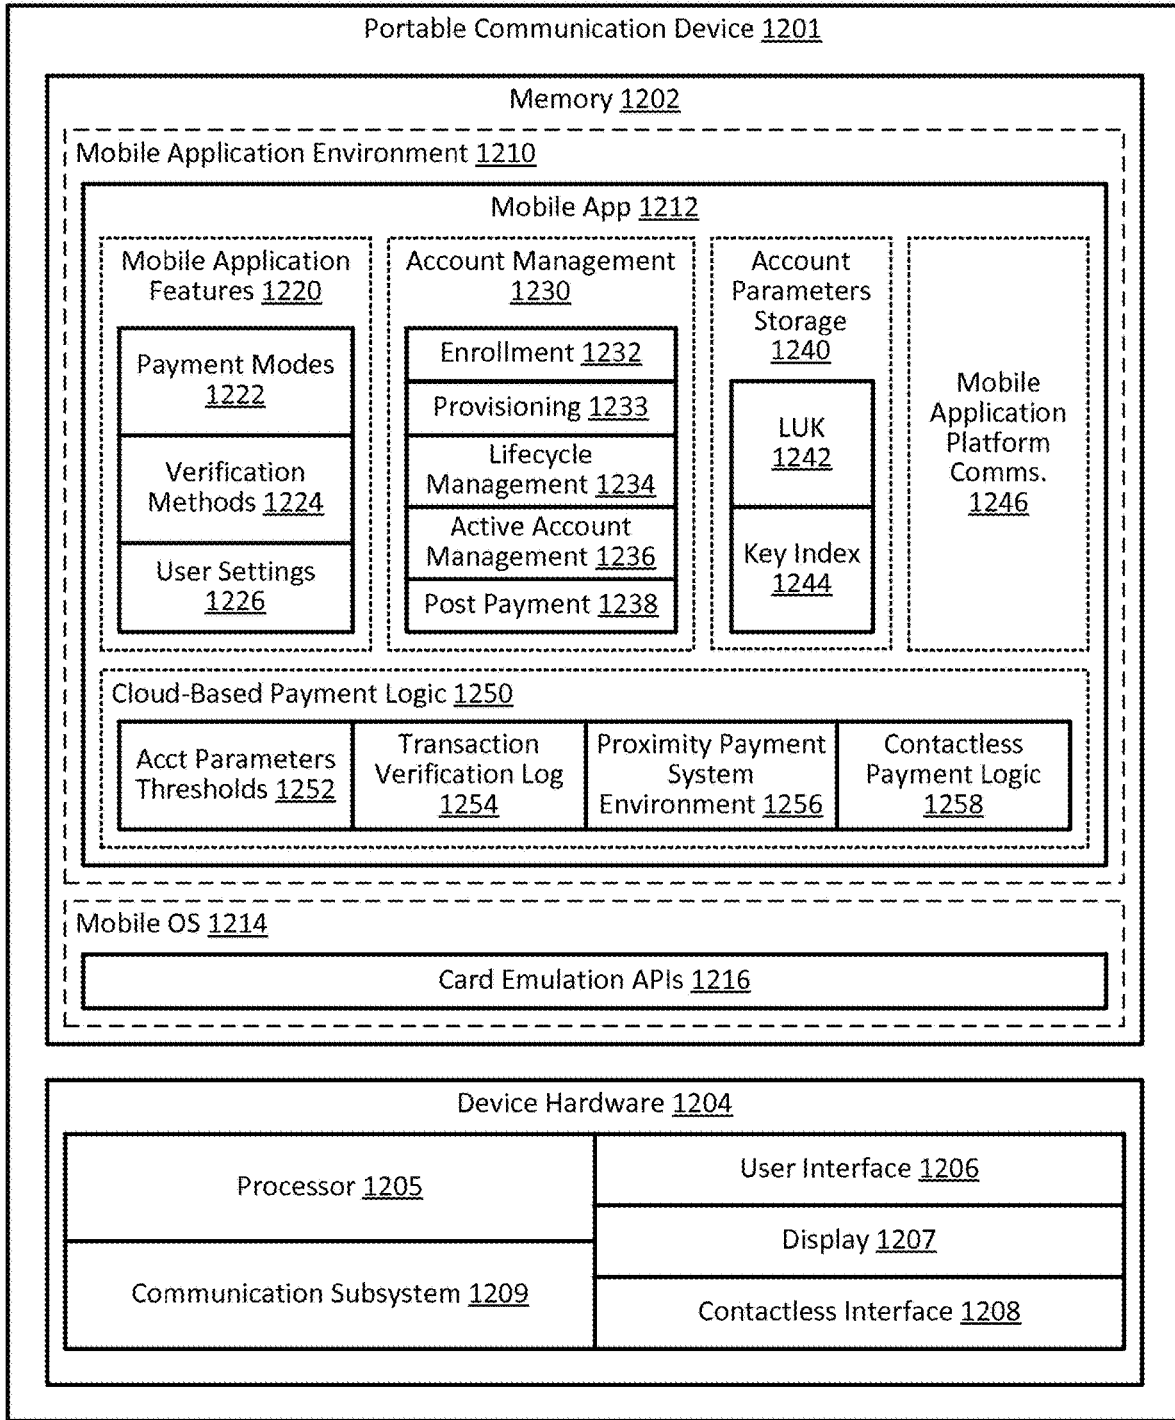 Portable Communication Device 1201
Memory 1202
Mobile Application Environment 1210
Mobile App 1212
Mobile Application
Features 1220
Payment Modes
1222
Verification
Methods 1224
User Settings
1226
Account Management
1230
Enrollment 1232
Provisioning 1233
Lifecycle
Management 1234
Active Account
Management 1236
Post Payment 1238
Account
Parameters
Storage
1240
LUK
1242
Key Index
1244
Mobile
Application
Platform
Comms.
1246
Cloud-Based Payment Logic 1250
Acct Parameters
Thresholds 1252
Transaction
Verification Log
1254
Proximity Payment
System
Environment 1256
Contactless
Payment Logic
1258
Mobile OS 1214
Card Emulation APIs 1216
Device Hardware 1204
Processor 1205
Communication Subsystem 1209
User Interface 1206
Display 1207
Contactless Interface 1208